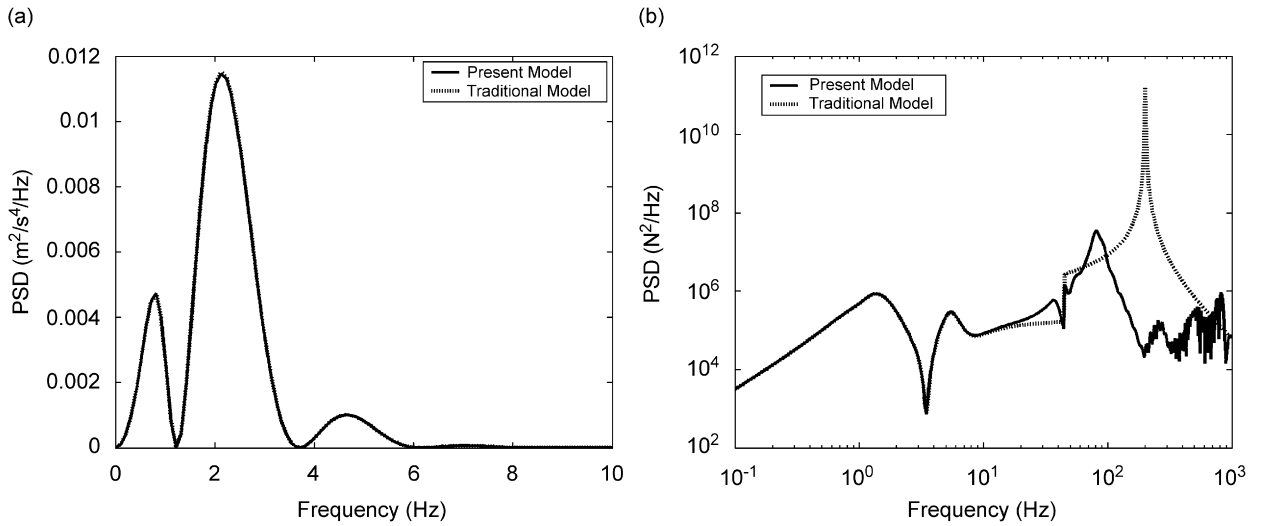 (a)
0.012
0.01
0.008
0.006
0.004
0.002
0
PSD (m²/s⁴/Hz)
Present Model
Traditional Model
0 2 4 6 8 10
Frequency (Hz)
(b)
10¹²
10¹⁰
10⁸
10⁶
10⁴
10²
PSD (N²/Hz)
Present Model
Traditional Model
10⁻¹ 10⁰ 10¹ 10² 10³
Frequency (Hz)